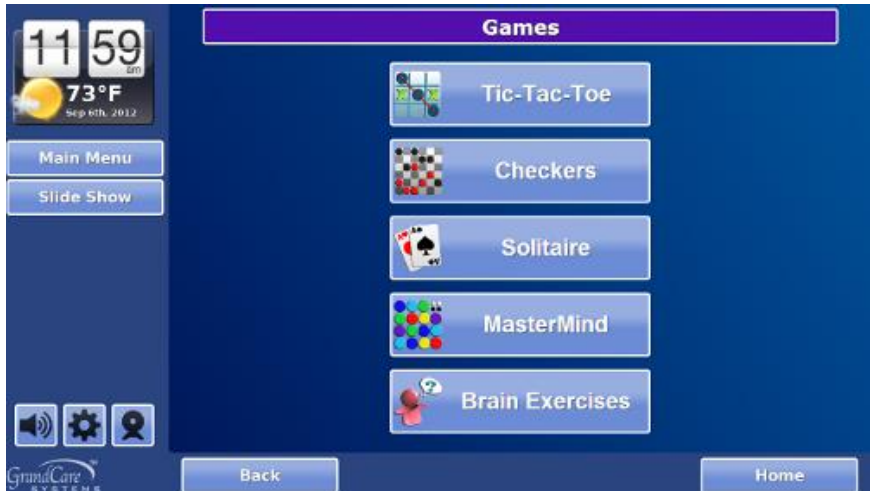 Games
11 59
am
73°F
Sep 6th, 2012
Main Menu
Slide Show
Tic-Tac-Toe
Checkers
Solitaire
MasterMind
?
Brain Exercises
GrandCare™
SYSTEMS
Back
Home